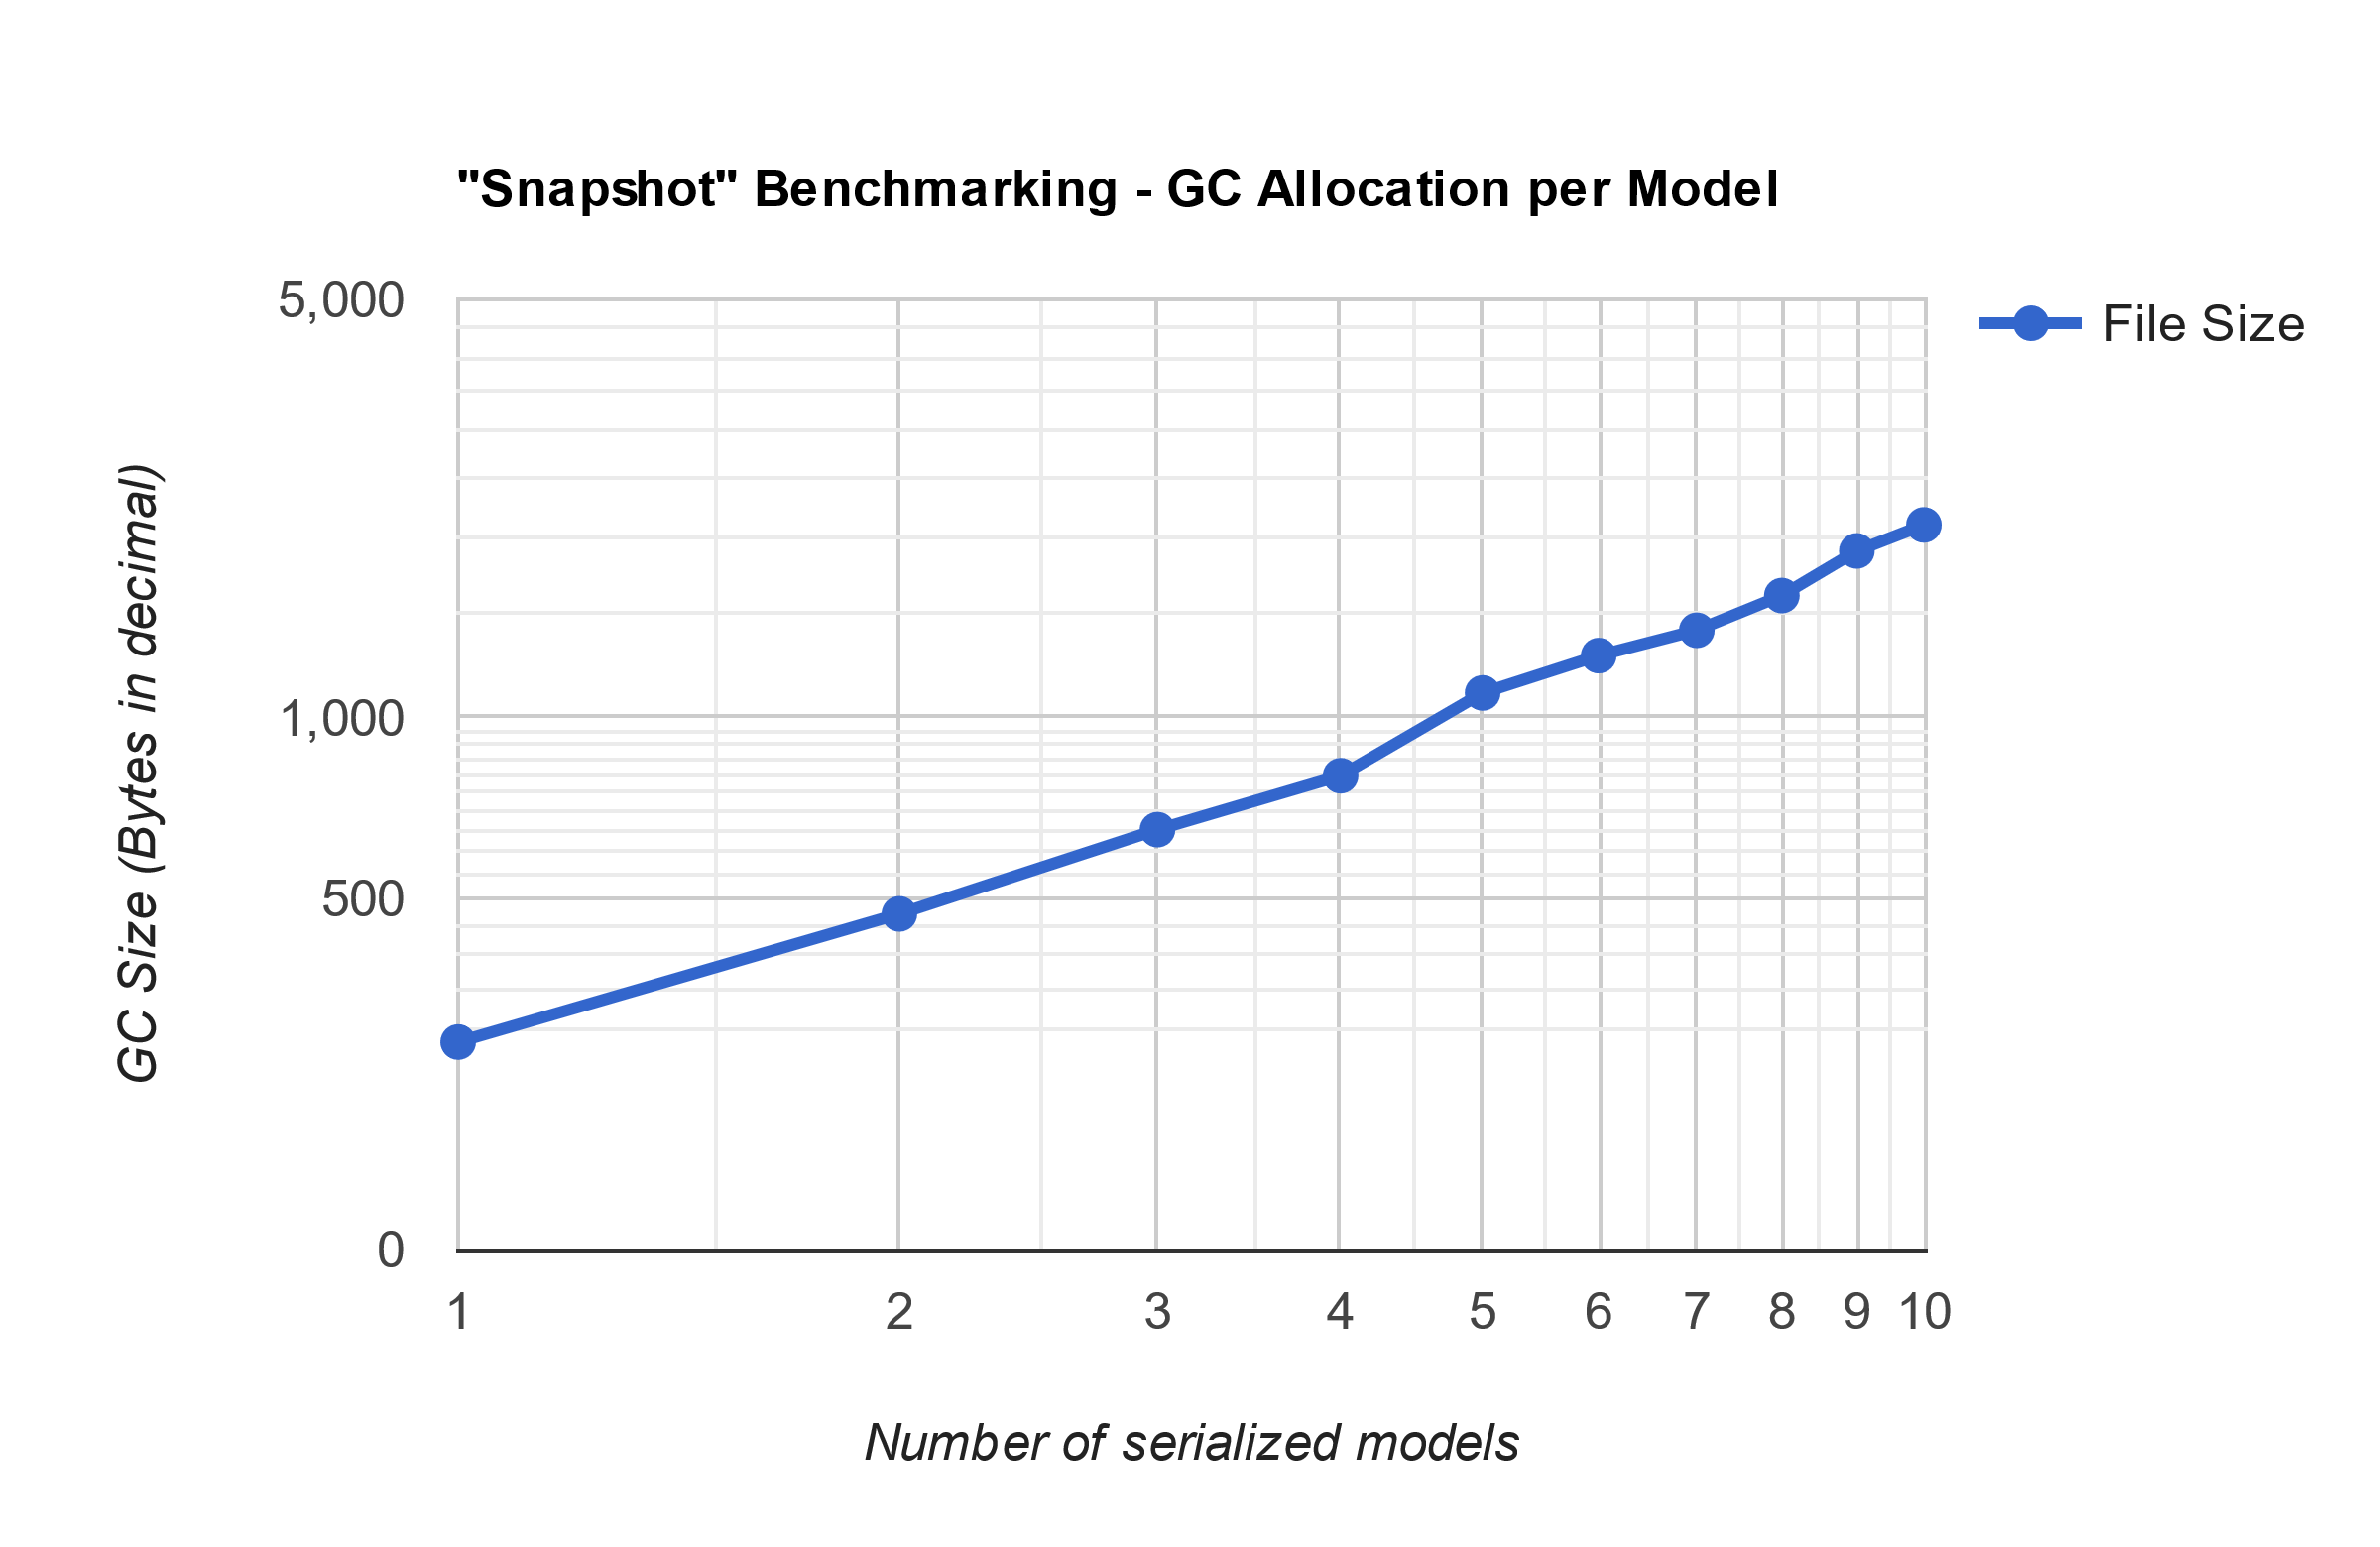 "Snapshot" Benchmarking - GC Allocation per Model
File Size
GC Size (Bytes in decimal)
5,000
1,000
500
0
1 2 3 4 5 6 7 8 9 10
Number of serialized models